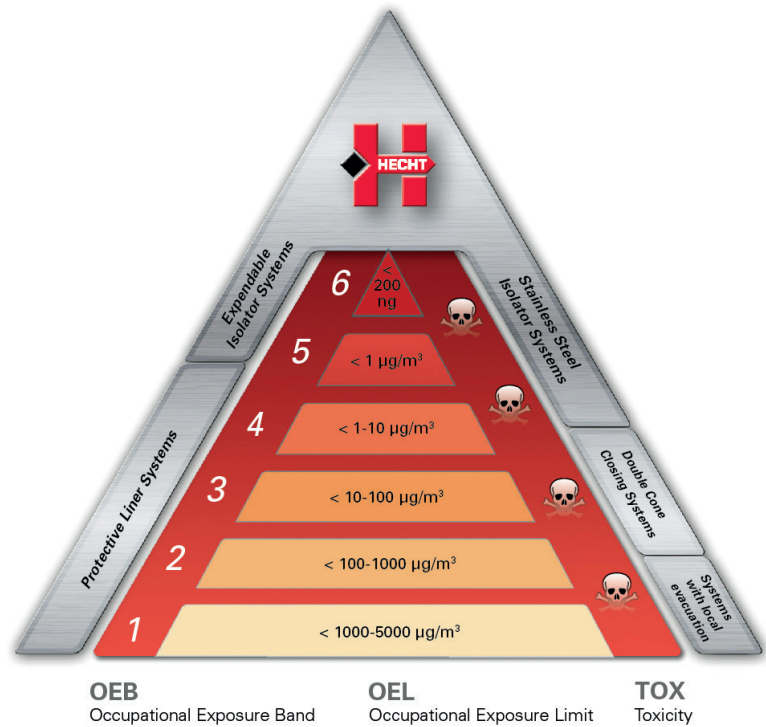 HECHT
Expendable
Isolator Systems
Stainless Steel
Isolator Systems
6
<
200
ng
5
< 1 µg/m³
4
< 1-10 µg/m³
Protective Liner Systems
Double Cone
Closing Systems
3
< 10-100 µg/m³
2
< 100-1000 µg/m³
Systems
with local
evacuation
1
< 1000-5000 µg/m³
OEB
Occupational Exposure Band
OEL
Occupational Exposure Limit
TOX
Toxicity